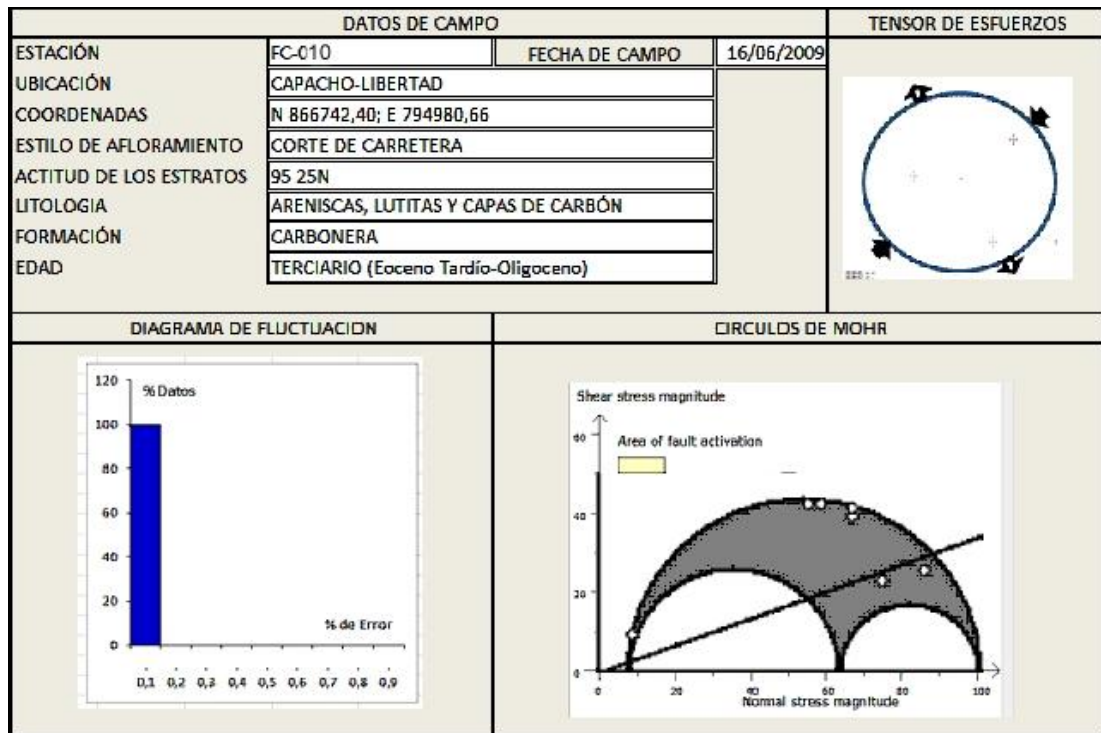 DATOS DE CAMPO
TENSOR DE ESFUERZOS
ESTACIÓN FC-010 FECHA DE CAMPO 16/06/2009
UBICACIÓN CAPACHO-LIBERTAD
COORDENADAS N 866742,40; E 794980,66
ESTILO DE AFLORAMIENTO CORTE DE CARRETERA
ACTITUD DE LOS ESTRATOS 95 25N
LITOLOGIA ARENISCAS, LUTITAS Y CAPAS DE CARBÓN
FORMACIÓN CARBONERA
EDAD TERCIARIO (Eoceno Tardío-Oligoceno)
DIAGRAMA DE FLUCTUACION
CIRCULOS DE MOHR
120
% Datos
100
80
60
40
20
% de Error
0
0,1 0,2 0,3 0,4 0,5 0,6 0,7 0,8 0,9
Shear stress magnitude
60
Area of fault activation
40
20
0
0 20 40 60 80 100
Normal stress magnitude